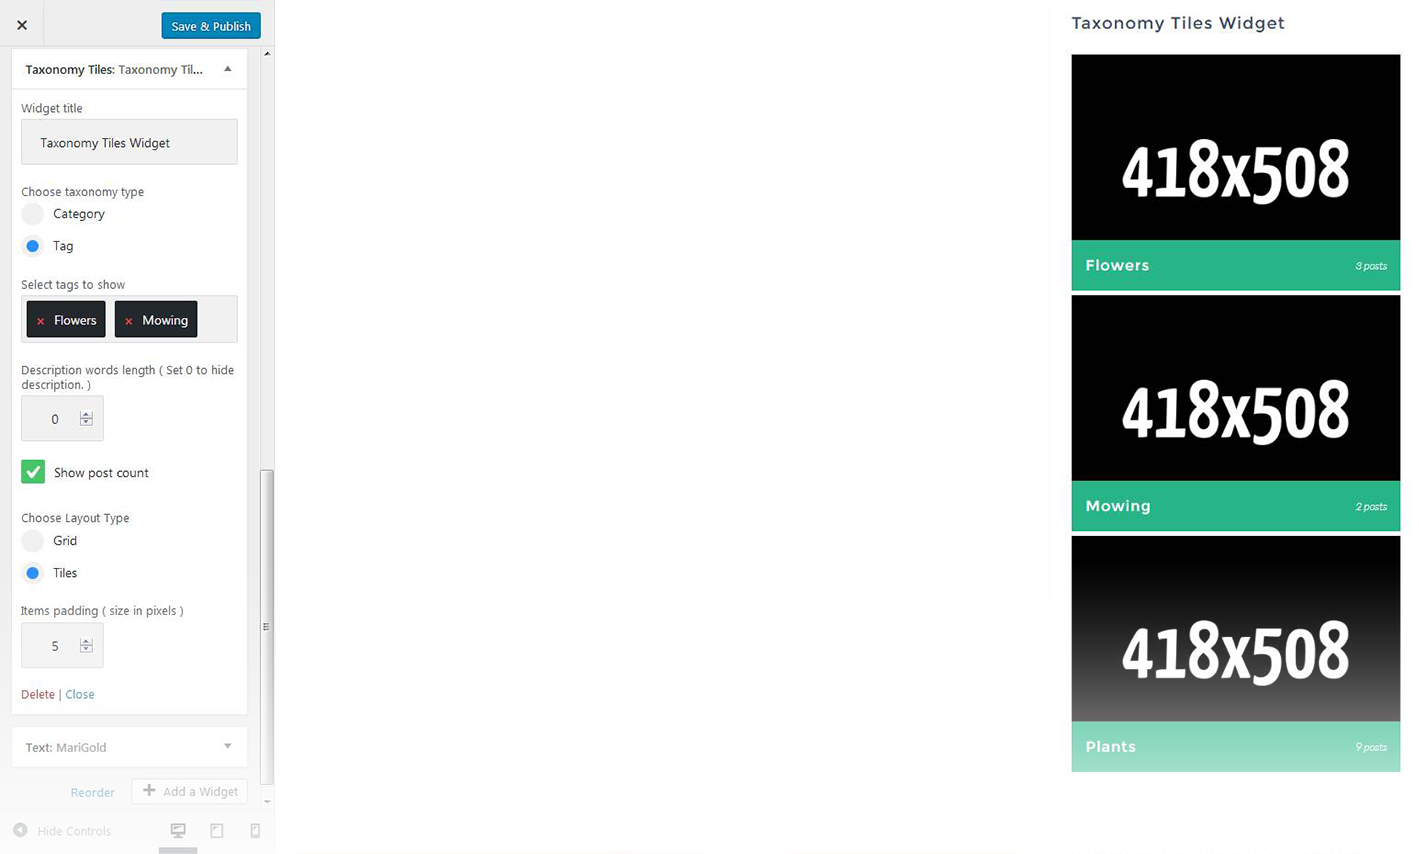 Save & Publish
Taxonomy Tiles: Taxonomy Til...
Widget title
Taxonomy Tiles Widget
Choose taxonomy type
Category
Tag
Select tags to show
× Flowers × Mowing
Description words length ( Set 0 to hide
description. )
0
Show post count
Choose Layout Type
Grid
Tiles
Items padding ( size in pixels )
5
Delete | Close
Text: MariGold
Reorder
Add a Widget
Hide Controls
Taxonomy Tiles Widget
418x508
Flowers
3 posts
418x508
Mowing
2 posts
418x508
Plants
9 posts